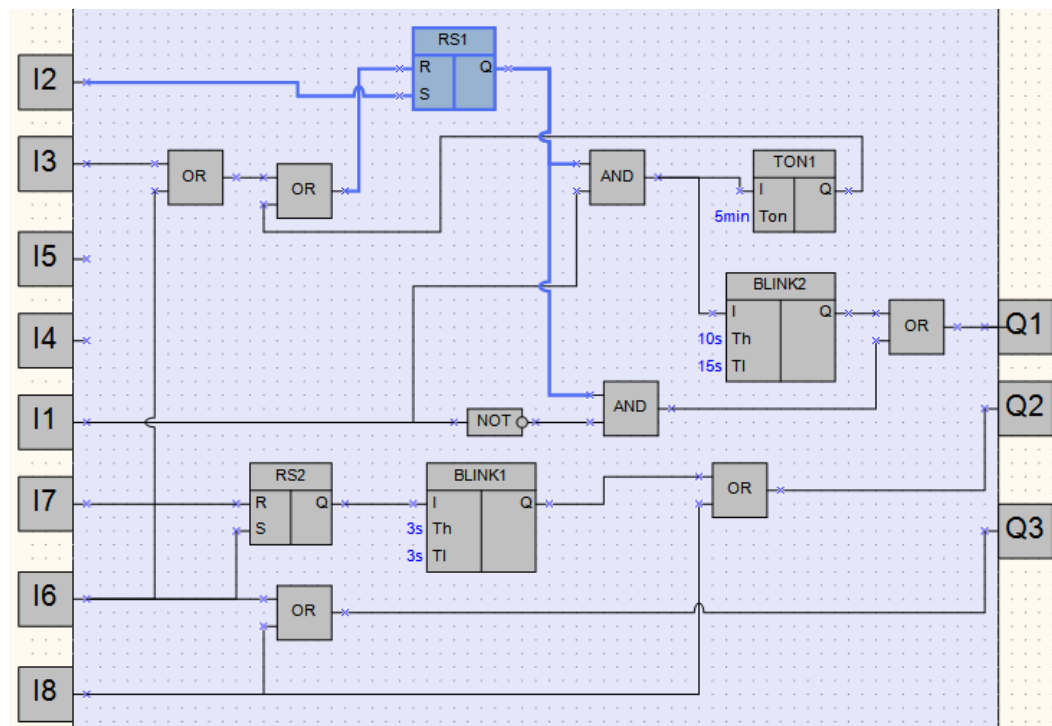 RS1
I2
R Q
S
I3
OR
OR
AND
TON1
I Q
5min Ton
I5
BLINK2
I Q
10s Th
15s Tl
OR
Q1
I4
I1
NOT
AND
Q2
I7
RS2
R Q
S
BLINK1
I Q
3s Th
3s Tl
OR
Q3
I6
OR
I8